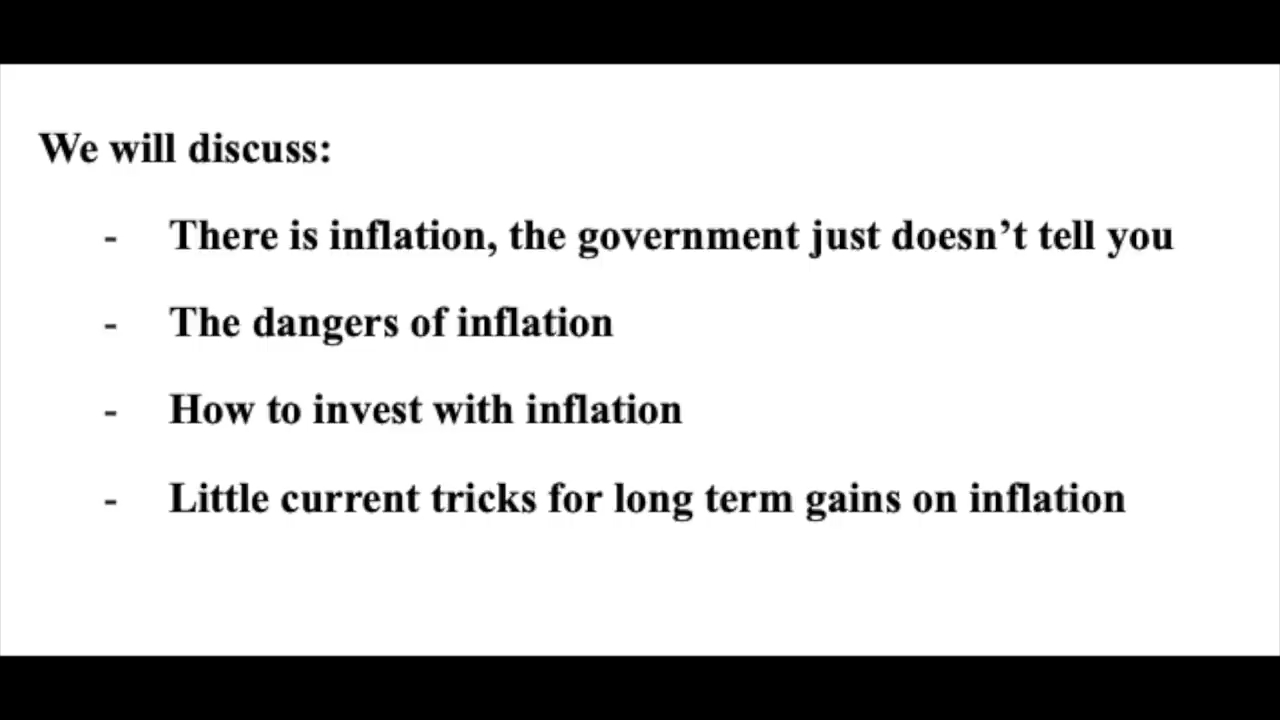 We will discuss:
- There is inflation, the government just doesn’t tell you
- The dangers of inflation
- How to invest with inflation
- Little current tricks for long term gains on inflation